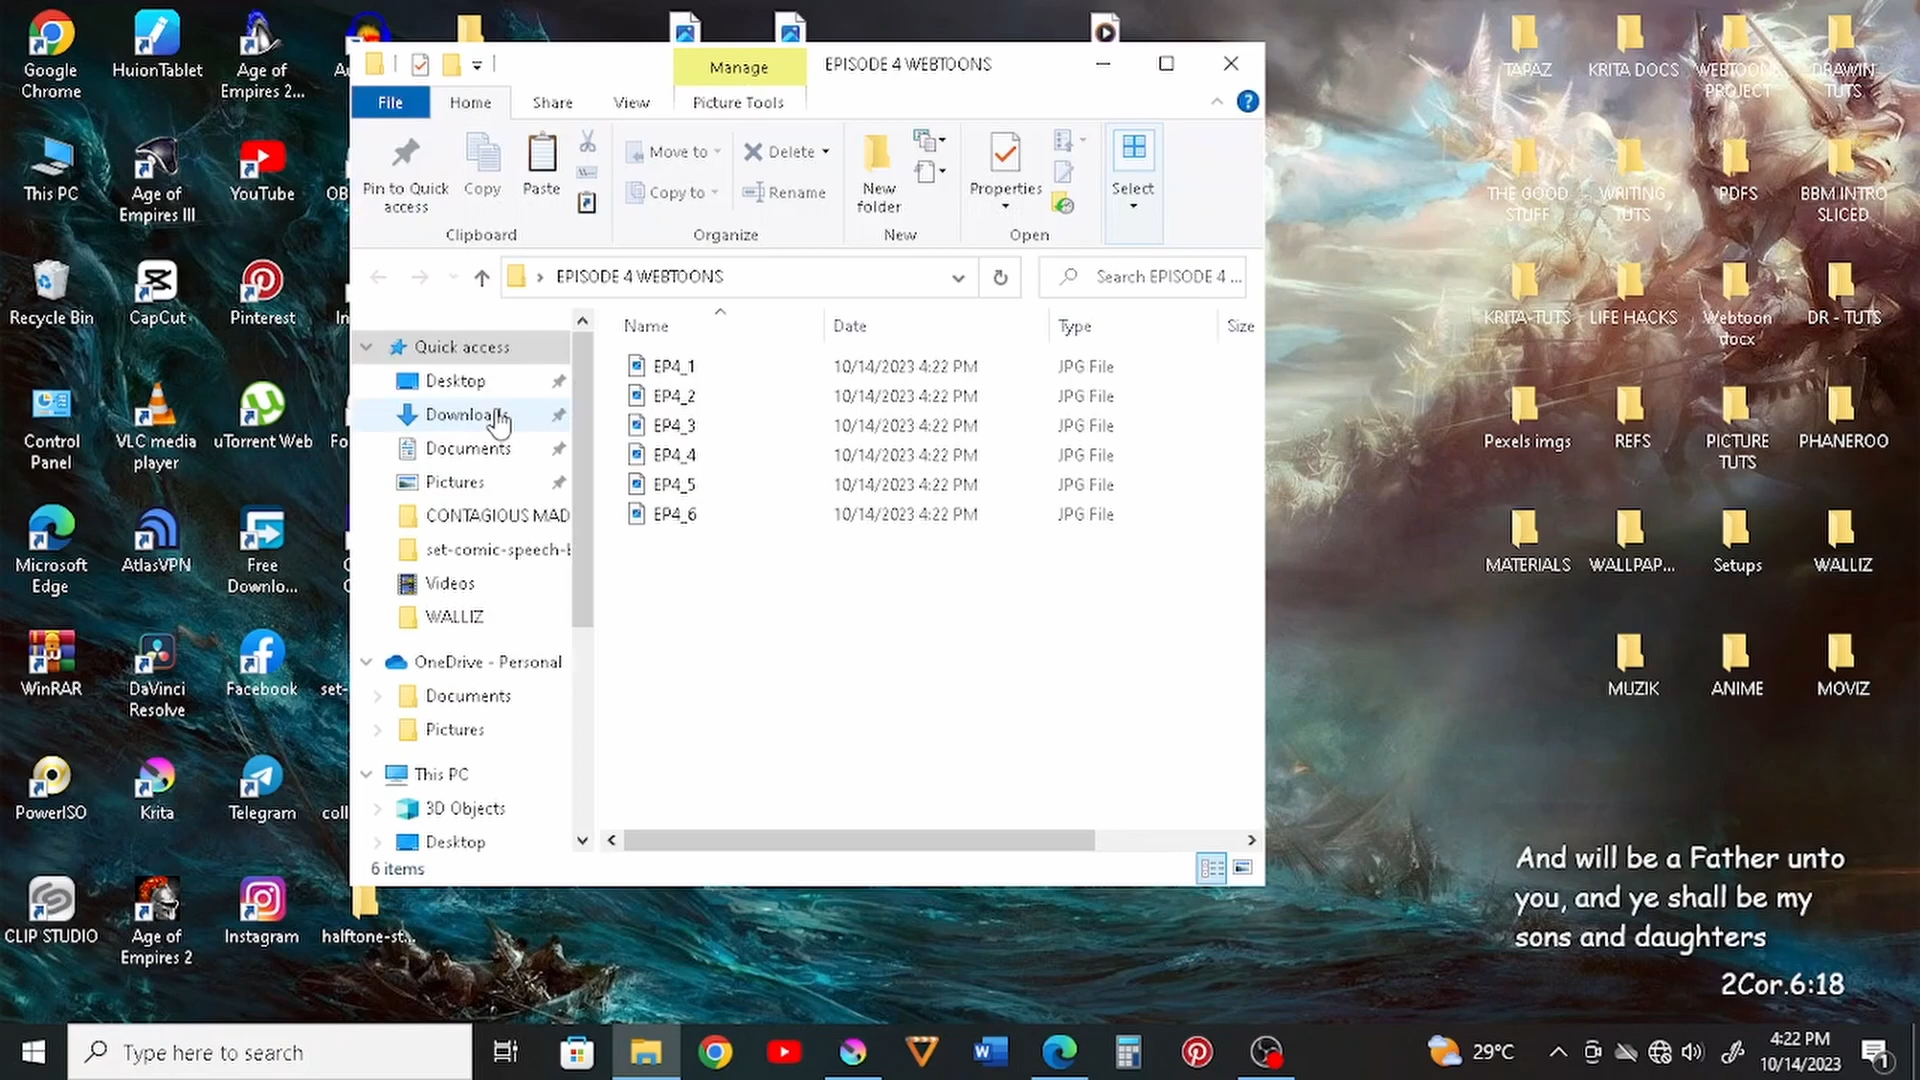 Google
Chrome
HuionTablet
Age of
Empires 2...
This PC
Age of
Empires III
YouTube
OB
Recycle Bin
CapCut
Pinterest
In
Control
Panel
VLC media
player
uTorrent Web
Fo
Microsoft
Edge
AtlasVPN
Free
Downlo...
WinRAR
DaVinci
Resolve
Facebook
set-
PowerISO
Krita
Telegram
coll
CLIP STUDIO
Age of
Empires 2
Instagram
halftone-st...
Manage
EPISODE 4 WEBTOONS
File
Home
Share
View
Picture Tools
Pin to Quick
access
Copy
Paste
Move to
Copy to
Delete
Rename
New
folder
Properties
Select
Clipboard
Organize
New
Open
EPISODE 4 WEBTOONS
Search EPISODE 4 ...
Quick access
Desktop
Downloads
Documents
Pictures
CONTAGIOUS MAD
set-comic-speech-b
Videos
WALLIZ
OneDrive - Personal
Documents
Pictures
This PC
3D Objects
Desktop
Name
Date
Type
Size
EP4_1 10/14/2023 4:22 PM JPG File
EP4_2 10/14/2023 4:22 PM JPG File
EP4_3 10/14/2023 4:22 PM JPG File
EP4_4 10/14/2023 4:22 PM JPG File
EP4_5 10/14/2023 4:22 PM JPG File
EP4_6 10/14/2023 4:22 PM JPG File
6 items
TAPAZ
KRITA DOCS
WEBTOON
PROJECT
DRAWIN
TUTS
THE GOOD
STUFF
WRITING
TUTS
PDFS
BBM INTRO
SLICED
KRITA-TUTS
LIFE HACKS
Webtoon
docx
DR - TUTS
Pexels imgs
REFS
PICTURE
TUTS
PHANEROO
MATERIALS
WALLPAP...
Setups
WALLIZ
MUZIK
ANIME
MOVIZ
And will be a Father unto
you, and ye shall be my
sons and daughters
2Cor.6:18
Type here to search
29°C
4:22 PM
10/14/2023
1